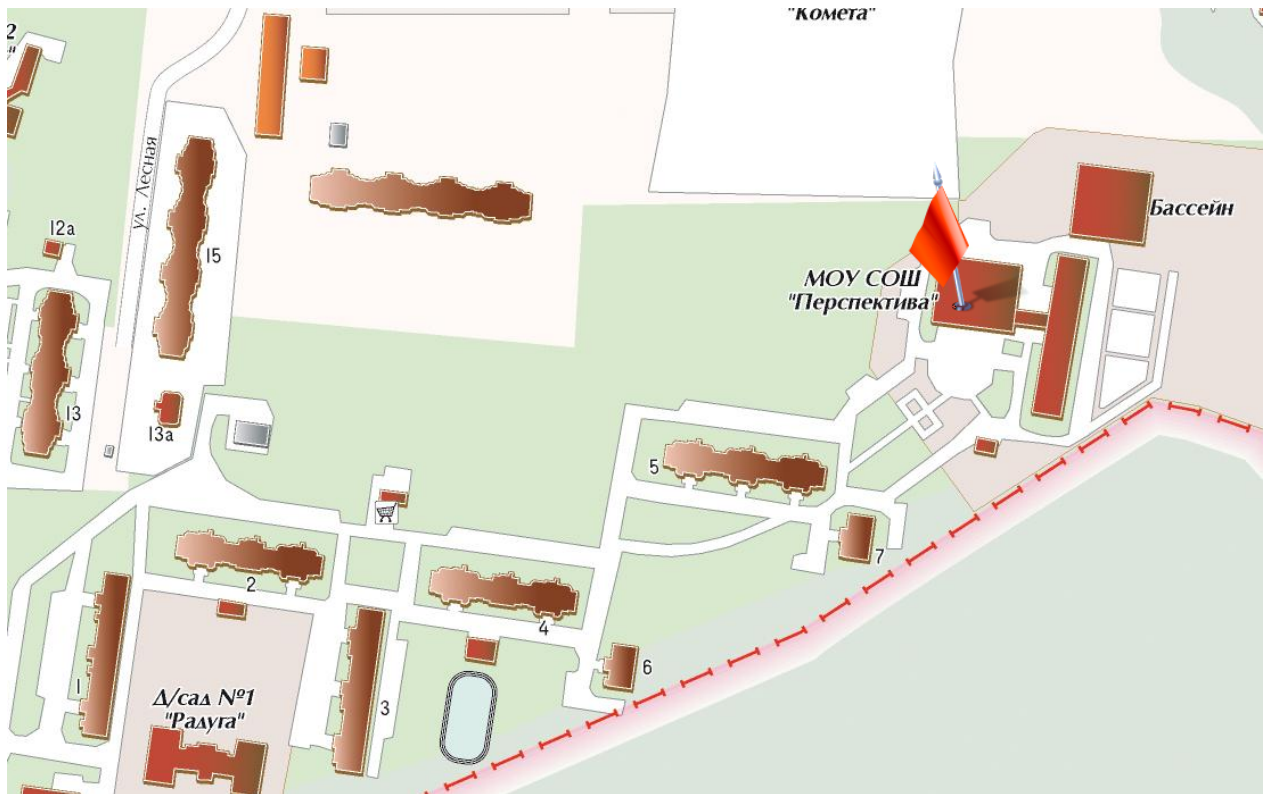 "Комета"
2
"
ул. Лесная
12а
15
Бассейн
МОУ СОШ
"Перспектива"
13
13а
5
7
2
4
6
1
3
Д/сад №1
"Радуга"